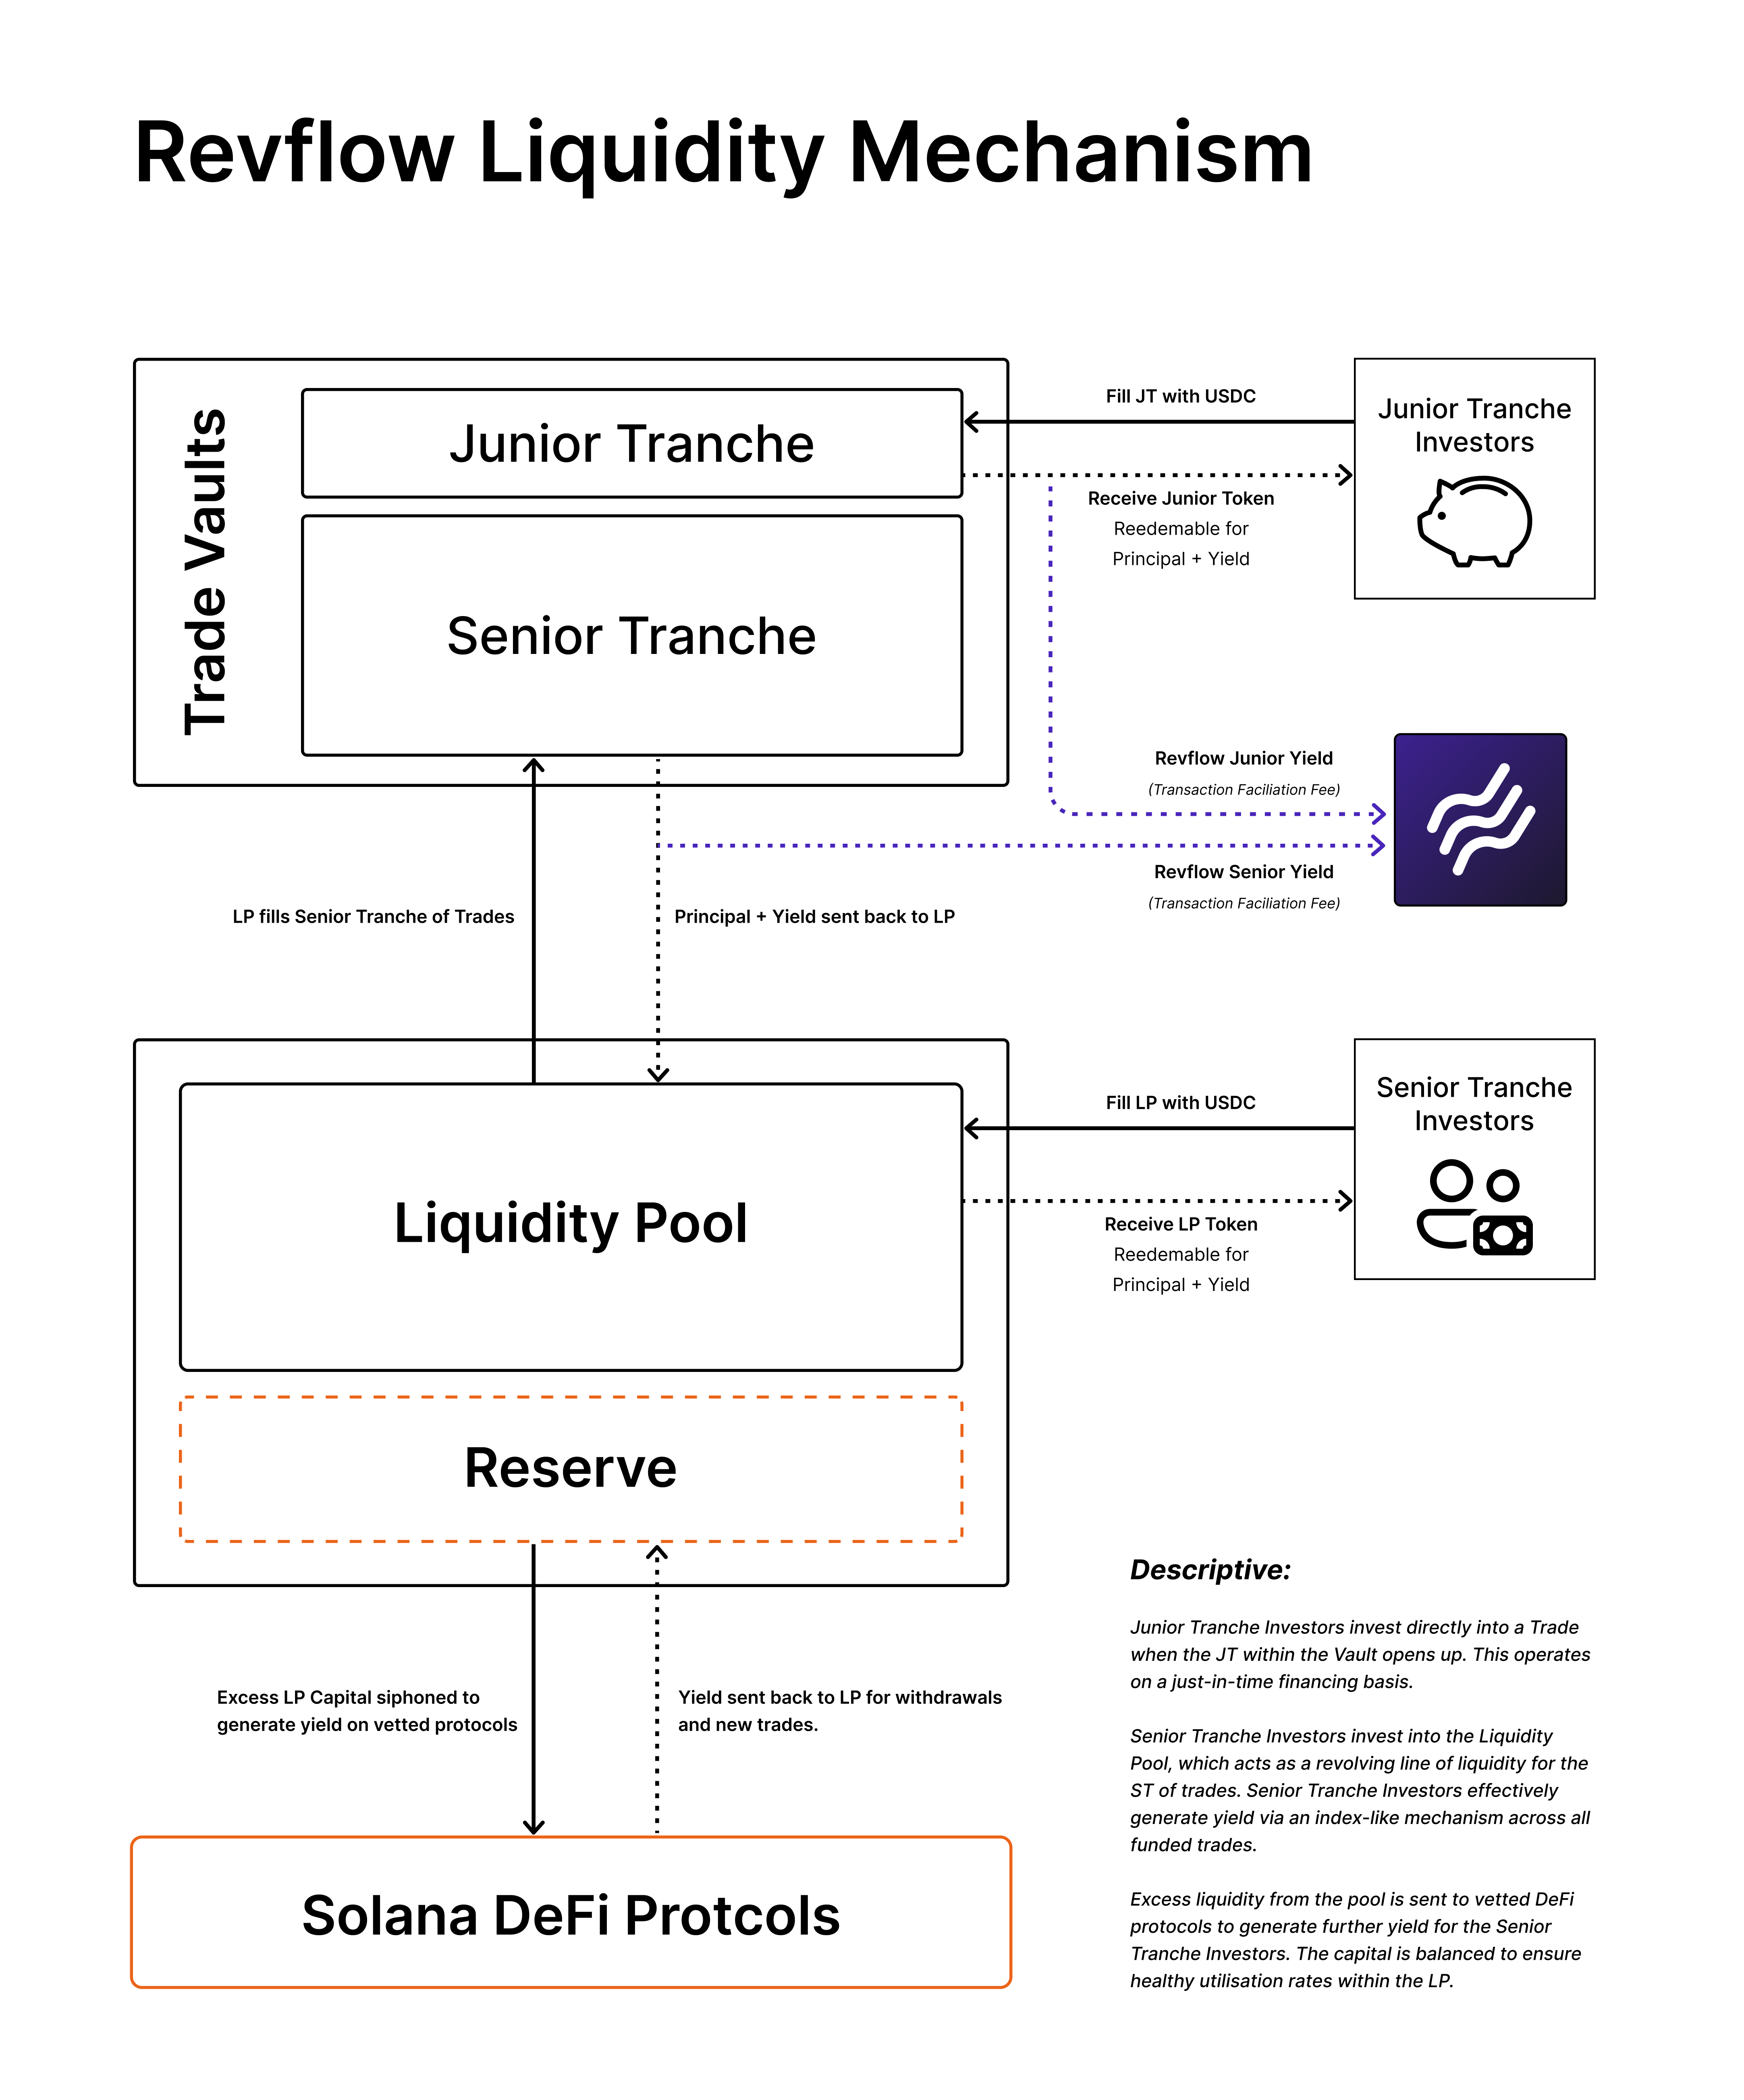 Revflow Liquidity Mechanism
Trade Vaults
Junior Tranche
Senior Tranche
Fill JT with USDC
Receive Junior Token
Reedemable for
Principal + Yield
Junior Tranche
Investors
Revflow Junior Yield
(Transaction Faciliation Fee)
Revflow Senior Yield
(Transaction Faciliation Fee)
LP fills Senior Tranche of Trades
Principal + Yield sent back to LP
Liquidity Pool
Fill LP with USDC
Receive LP Token
Reedemable for
Principal + Yield
Senior Tranche
Investors
Reserve
Excess LP Capital siphoned to
generate yield on vetted protocols
Yield sent back to LP for withdrawals
and new trades.
Solana DeFi Protcols
Descriptive:
Junior Tranche Investors invest directly into a Trade
when the JT within the Vault opens up. This operates
on a just-in-time financing basis.
Senior Tranche Investors invest into the Liquidity
Pool, which acts as a revolving line of liquidity for the
ST of trades. Senior Tranche Investors effectively
generate yield via an index-like mechanism across all
funded trades.
Excess liquidity from the pool is sent to vetted DeFi
protocols to generate further yield for the Senior
Tranche Investors. The capital is balanced to ensure
healthy utilisation rates within the LP.